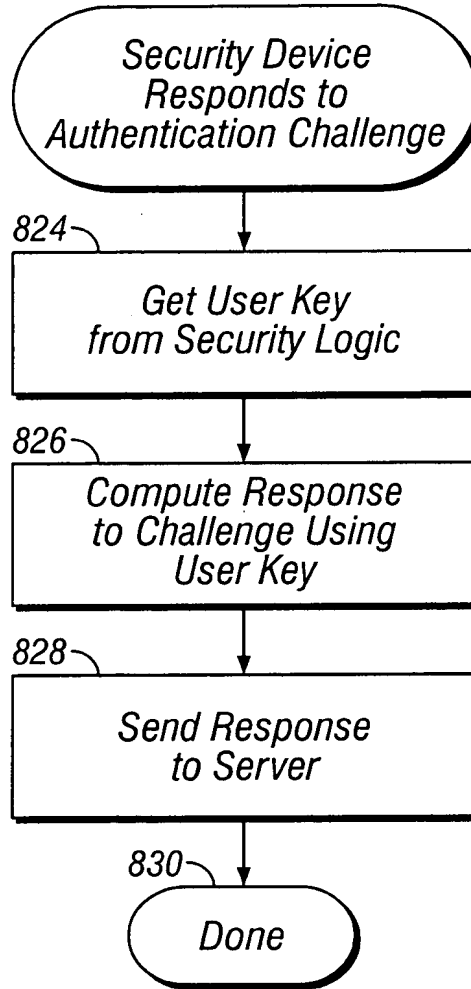 Security Device
Responds to
Authentication Challenge
824
Get User Key
from Security Logic
826
Compute Response
to Challenge Using
User Key
828
Send Response
to Server
830
Done